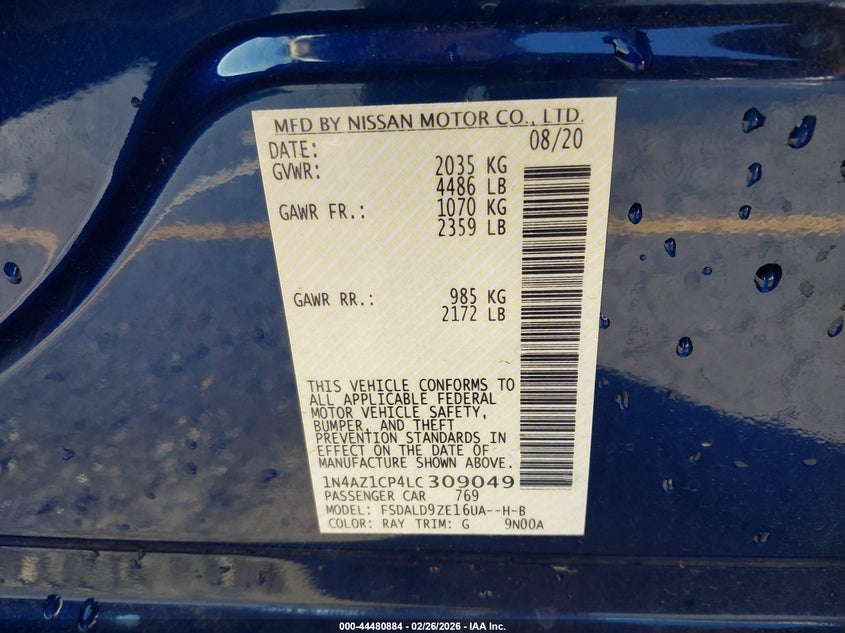 MFD BY NISSAN MOTOR CO., LTD.
DATE: 08/20
GVWR: 2035 KG
4486 LB
GAWR FR.: 1070 KG
2359 LB
GAWR RR.: 985 KG
2172 LB
THIS VEHICLE CONFORMS TO
ALL APPLICABLE FEDERAL
MOTOR VEHICLE SAFETY,
BUMPER, AND THEFT
PREVENTION STANDARDS IN
EFFECT ON THE DATE OF
MANUFACTURE SHOWN ABOVE.
1N4AZ1CP4LC309049
PASSENGER CAR 769
MODEL: FSDALD9ZE16UA--H-B
COLOR: RAY TRIM: G 9N00A
000-44480884 - 02/26/2026 - IAA Inc.